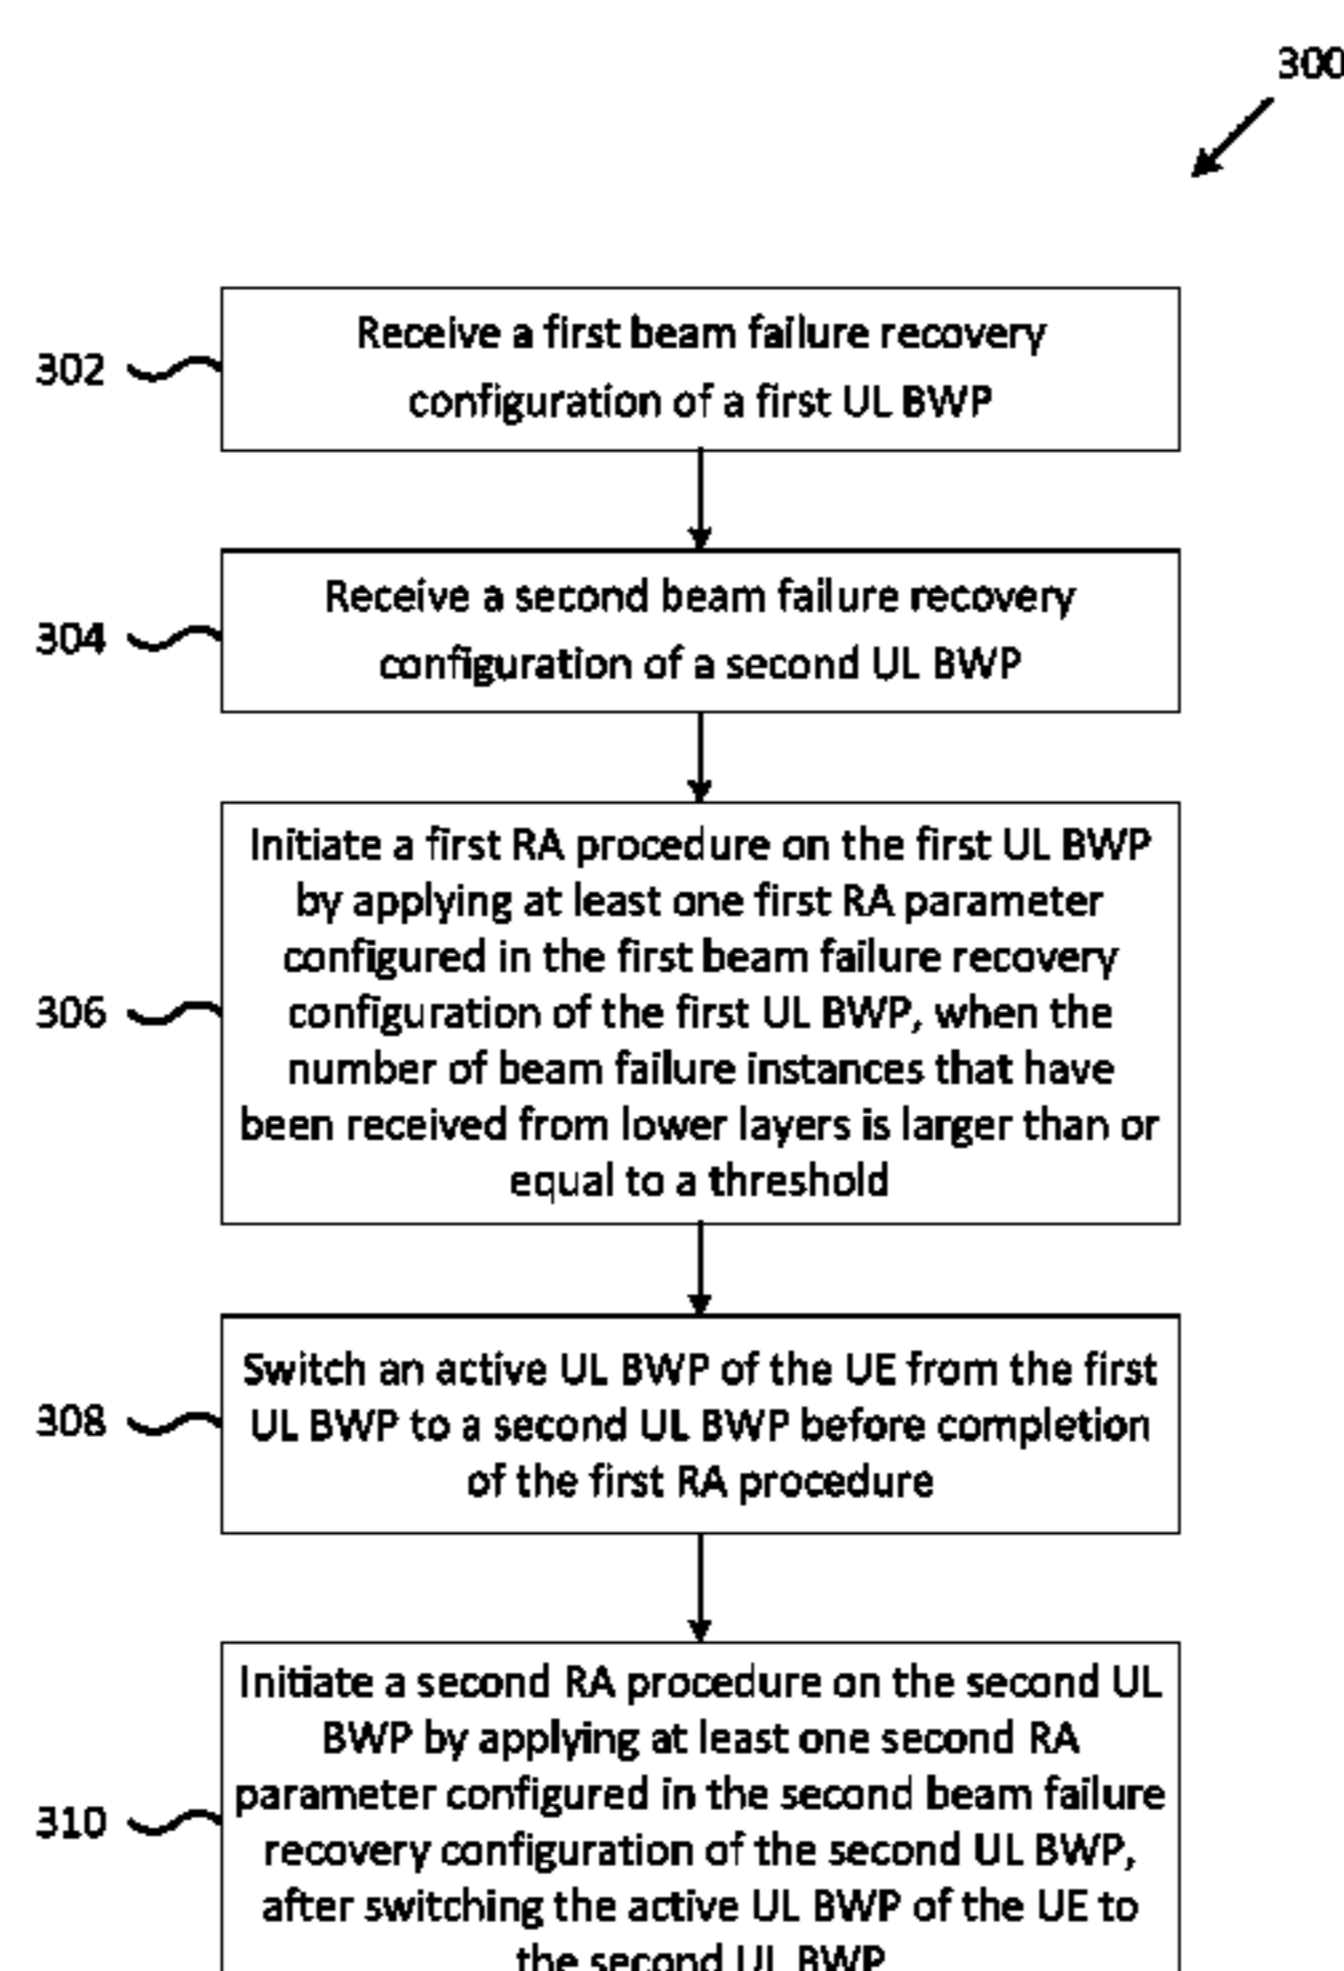 300
302
Receive a first beam failure recovery
configuration of a first UL BWP
304
Receive a second beam failure recovery
configuration of a second UL BWP
306
Initiate a first RA procedure on the first UL BWP
by applying at least one first RA parameter
configured in the first beam failure recovery
configuration of the first UL BWP, when the
number of beam failure instances that have
been received from lower layers is larger than or
equal to a threshold
308
Switch an active UL BWP of the UE from the first
UL BWP to a second UL BWP before completion
of the first RA procedure
310
Initiate a second RA procedure on the second UL
BWP by applying at least one second RA
parameter configured in the second beam failure
recovery configuration of the second UL BWP,
after switching the active UL BWP of the UE to
the second UL BWP